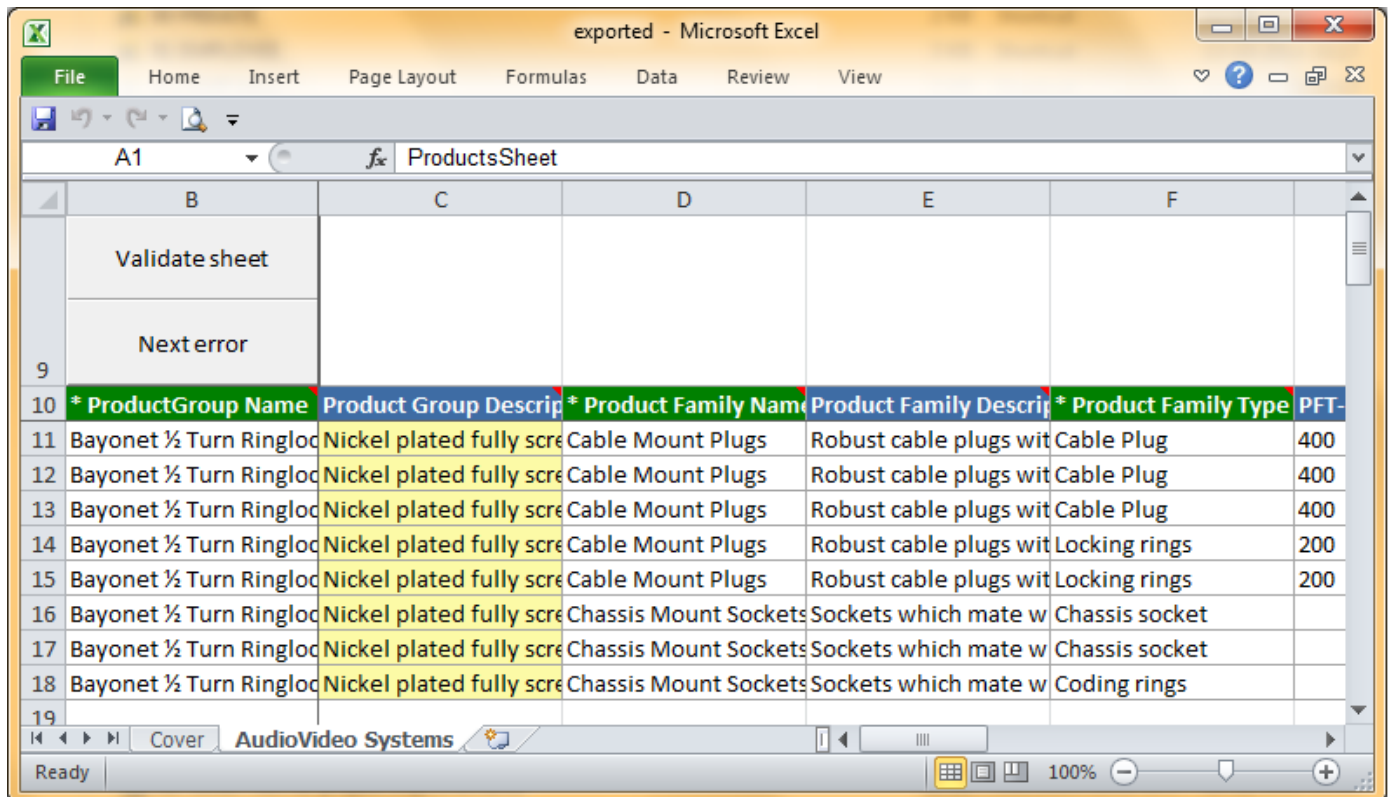 exported - Microsoft Excel
File Home Insert Page Layout Formulas Data Review View
A1 fx ProductsSheet
B C D E F
Validate sheet
Next error
9
10 * ProductGroup Name Product Group Descrip * Product Family Name Product Family Descrip * Product Family Type PFT-
11 Bayonet ½ Turn Ringloc Nickel plated fully scre Cable Mount Plugs Robust cable plugs wit Cable Plug 400
12 Bayonet ½ Turn Ringloc Nickel plated fully scre Cable Mount Plugs Robust cable plugs wit Cable Plug 400
13 Bayonet ½ Turn Ringloc Nickel plated fully scre Cable Mount Plugs Robust cable plugs wit Cable Plug 400
14 Bayonet ½ Turn Ringloc Nickel plated fully scre Cable Mount Plugs Robust cable plugs wit Locking rings 200
15 Bayonet ½ Turn Ringloc Nickel plated fully scre Cable Mount Plugs Robust cable plugs wit Locking rings 200
16 Bayonet ½ Turn Ringloc Nickel plated fully scre Chassis Mount Sockets Sockets which mate w Chassis socket
17 Bayonet ½ Turn Ringloc Nickel plated fully scre Chassis Mount Sockets Sockets which mate w Chassis socket
18 Bayonet ½ Turn Ringloc Nickel plated fully scre Chassis Mount Sockets Sockets which mate w Coding rings
19
Cover AudioVideo Systems
Ready 100%